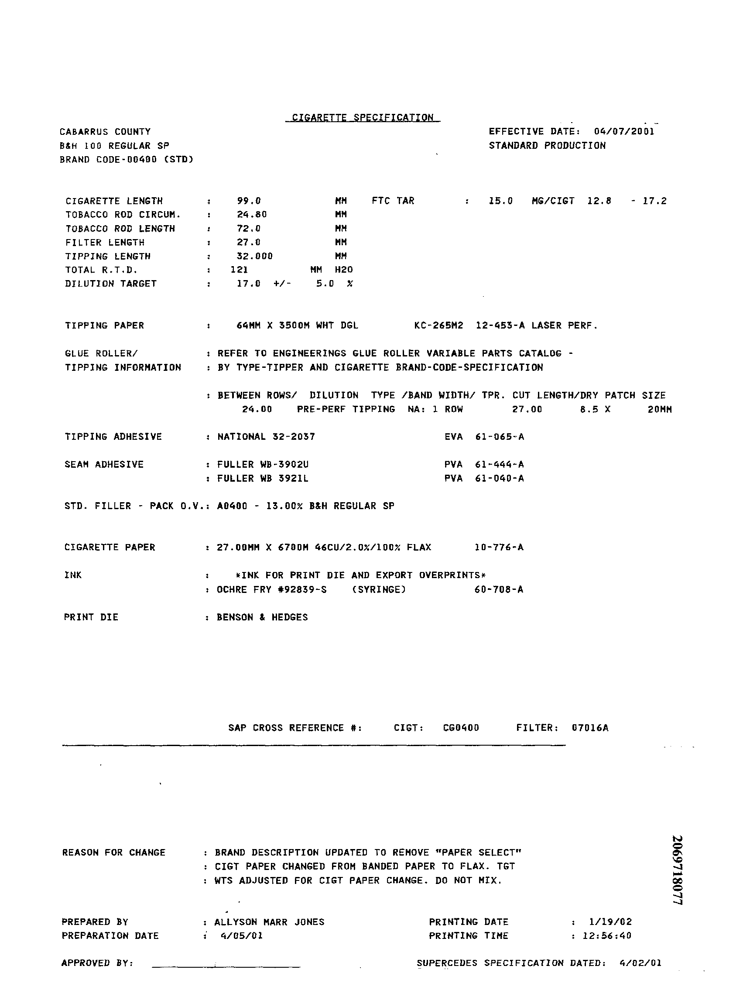 CIGARETTE SPECIFICATION
CABARRUS COUNTY EFFECTIVE DATE: 04/07/2001
B&H 100 REGULAR SP STANDARD PRODUCTION
BRAND CODE-00400 (STD)
CIGARETTE LENGTH : 99.0 MM FTC TAR : 15.0 MG/CIGT 12.8 - 17.2
TOBACCO ROD CIRCUM. : 24.80 MM
TOBACCO ROD LENGTH : 72.0 MM
FILTER LENGTH : 27.0 MM
TIPPING LENGTH : 32.000 MM
TOTAL R.T.D. : 121 MM H2O
DILUTION TARGET : 17.0 +/- 5.0 %
TIPPING PAPER : 64MM X 3500M WHT DGL KC-265M2 12-453-A LASER PERF.
GLUE ROLLER/ : REFER TO ENGINEERINGS GLUE ROLLER VARIABLE PARTS CATALOG -
TIPPING INFORMATION : BY TYPE-TIPPER AND CIGARETTE BRAND-CODE-SPECIFICATION
: BETWEEN ROWS/ DILUTION TYPE /BAND WIDTH/ TPR. CUT LENGTH/DRY PATCH SIZE
24.00 PRE-PERF TIPPING NA: 1 ROW 27.00 8.5 X 20MM
TIPPING ADHESIVE : NATIONAL 32-2037 EVA 61-065-A
SEAM ADHESIVE : FULLER WB-3902U PVA 61-444-A
: FULLER WB 3921L PVA 61-040-A
STD. FILLER - PACK O.V.: A0400 - 13.00% B&H REGULAR SP
CIGARETTE PAPER : 27.00MM X 6700M 46CU/2.0%/100% FLAX 10-776-A
INK : *INK FOR PRINT DIE AND EXPORT OVERPRINTS*
: OCHRE FRY #92839-S (SYRINGE) 60-708-A
PRINT DIE : BENSON & HEDGES
SAP CROSS REFERENCE #: CIGT: CG0400 FILTER: 07016A
REASON FOR CHANGE : BRAND DESCRIPTION UPDATED TO REMOVE "PAPER SELECT"
: CIGT PAPER CHANGED FROM BANDED PAPER TO FLAX. TGT
: WTS ADJUSTED FOR CIGT PAPER CHANGE. DO NOT MIX.
PREPARED BY : ALLYSON MARR JONES PRINTING DATE : 1/19/02
PREPARATION DATE : 4/05/01 PRINTING TIME : 12:56:40
APPROVED BY: SUPERCEDES SPECIFICATION DATED: 4/02/01
2069718077